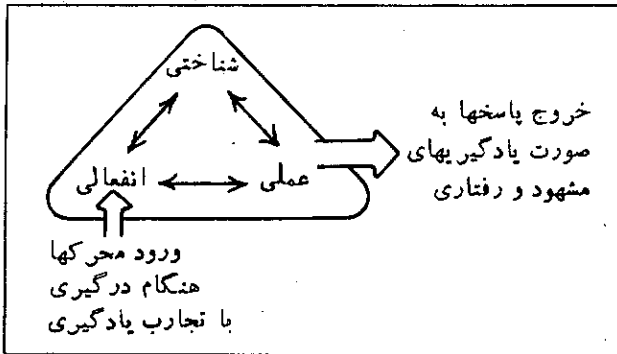 شناختی
انفعالی
عملی
خروج پاسخها به
صورت یادگیریهای
مشهود و رفتاری
ورود محرکها
هنگام درگیری
با تجارب یادگیری